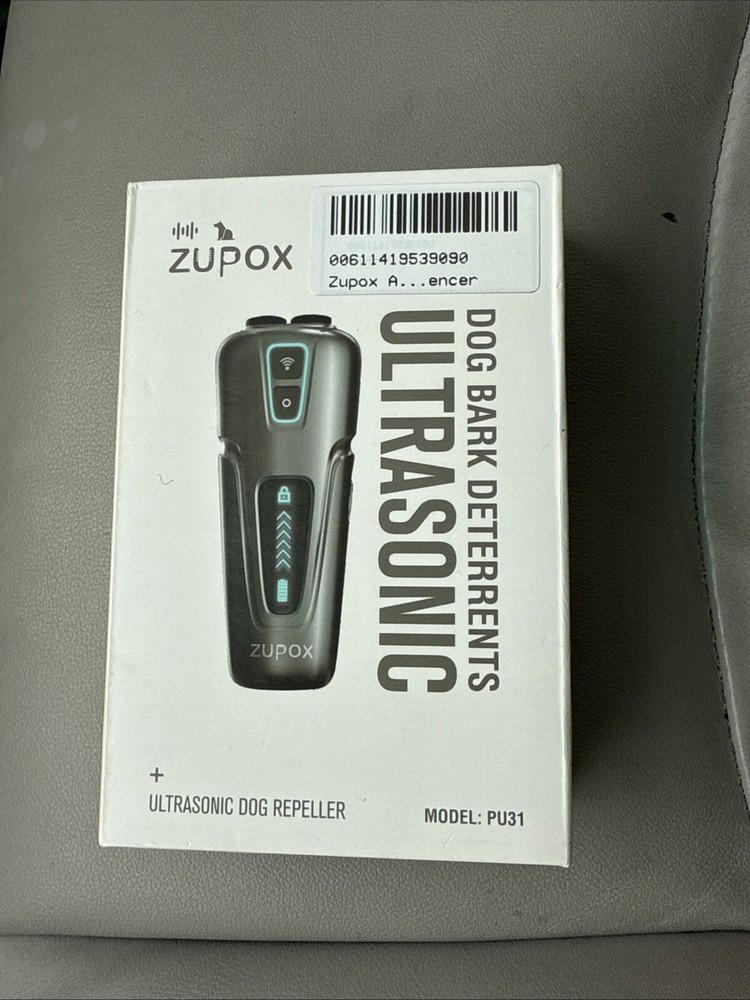 ZUPOX
00611419539090
Zupox A...encer
DOG BARK DETERRENTS
ULTRASONIC
ZUPOX
+
ULTRASONIC DOG REPELLER
MODEL: PU31